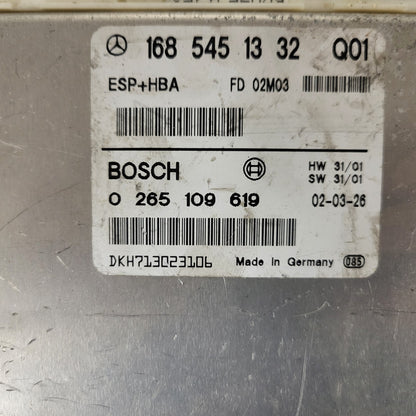 168 545 13 32 Q01
ESP+HBA FD 02M03
BOSCH HW 31/01
SW 31/01
0 265 109 619 02-03-26
DKH713023106 Made in Germany 085